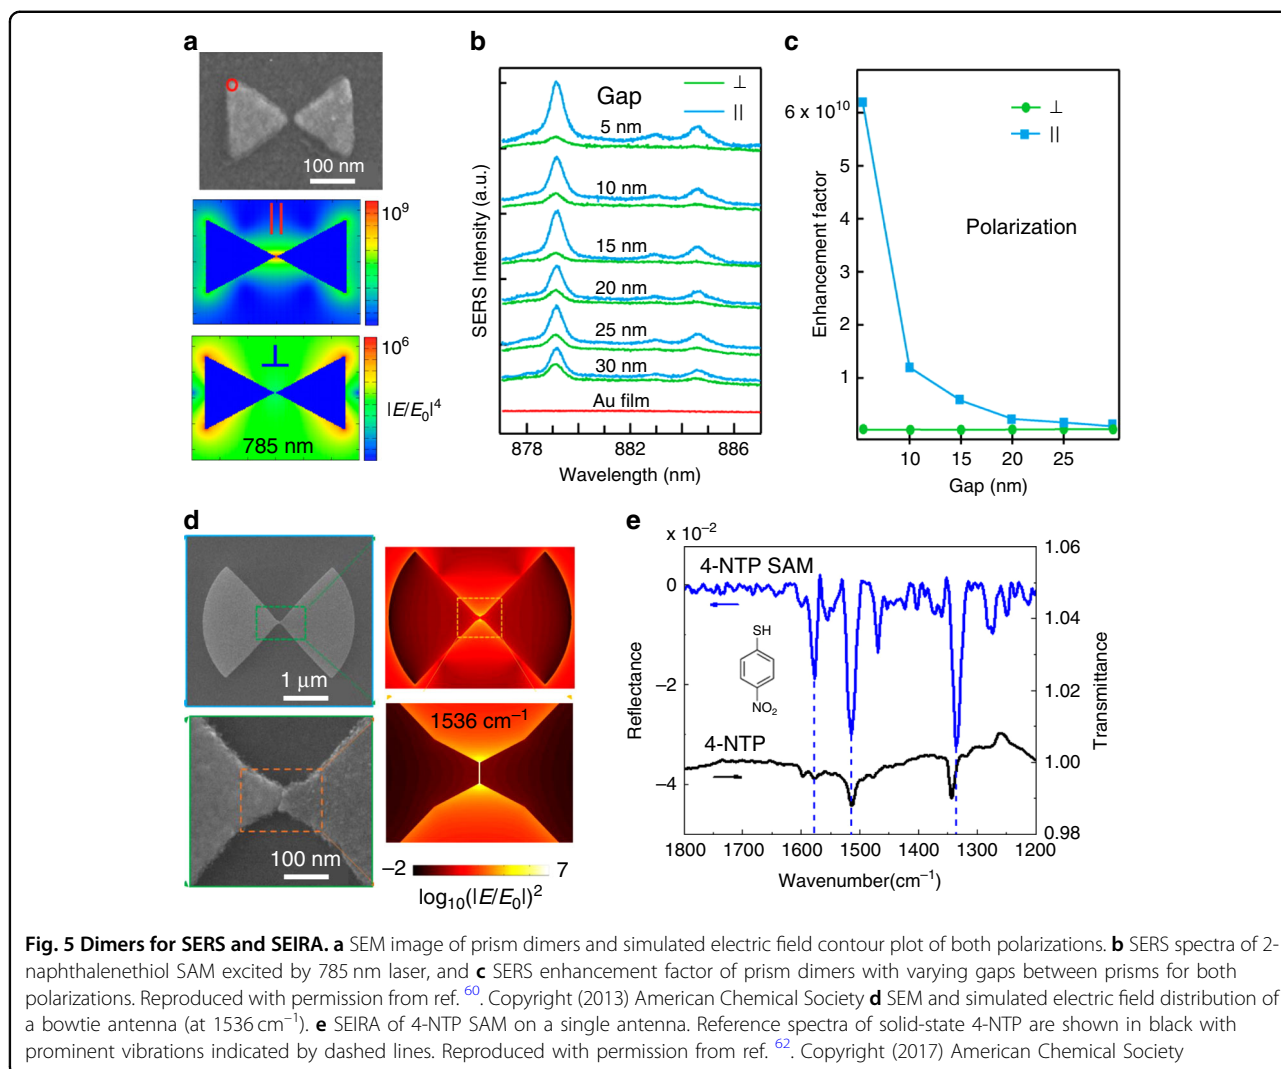 a
100 nm
||
10⁹
⊥
785 nm
10⁶
|E/E₀|⁴
b
Gap
⊥
||
5 nm
10 nm
15 nm
20 nm
25 nm
30 nm
Au film
SERS Intensity (a.u.)
878
882
886
Wavelength (nm)
c
6 x 10¹⁰
5
4
3
2
1
⊥
||
Polarization
Enhancement factor
10
15
20
25
Gap (nm)
d
1 µm
100 nm
1536 cm⁻¹
−2
7
log₁₀(|E/E₀|)²
e
x 10⁻²
4-NTP SAM
SH
NO₂
4-NTP
0
−2
−4
Reflectance
1.06
1.04
1.02
1.00
0.98
Transmittance
1800
1700
1600
1500
1400
1300
1200
Wavenumber(cm⁻¹)
Fig. 5 Dimers for SERS and SEIRA. a SEM image of prism dimers and simulated electric field contour plot of both polarizations. b SERS spectra of 2-
naphthalenethiol SAM excited by 785 nm laser, and c SERS enhancement factor of prism dimers with varying gaps between prisms for both
polarizations. Reproduced with permission from ref. 60. Copyright (2013) American Chemical Society d SEM and simulated electric field distribution of
a bowtie antenna (at 1536 cm⁻¹). e SEIRA of 4-NTP SAM on a single antenna. Reference spectra of solid-state 4-NTP are shown in black with
prominent vibrations indicated by dashed lines. Reproduced with permission from ref. 62. Copyright (2017) American Chemical Society